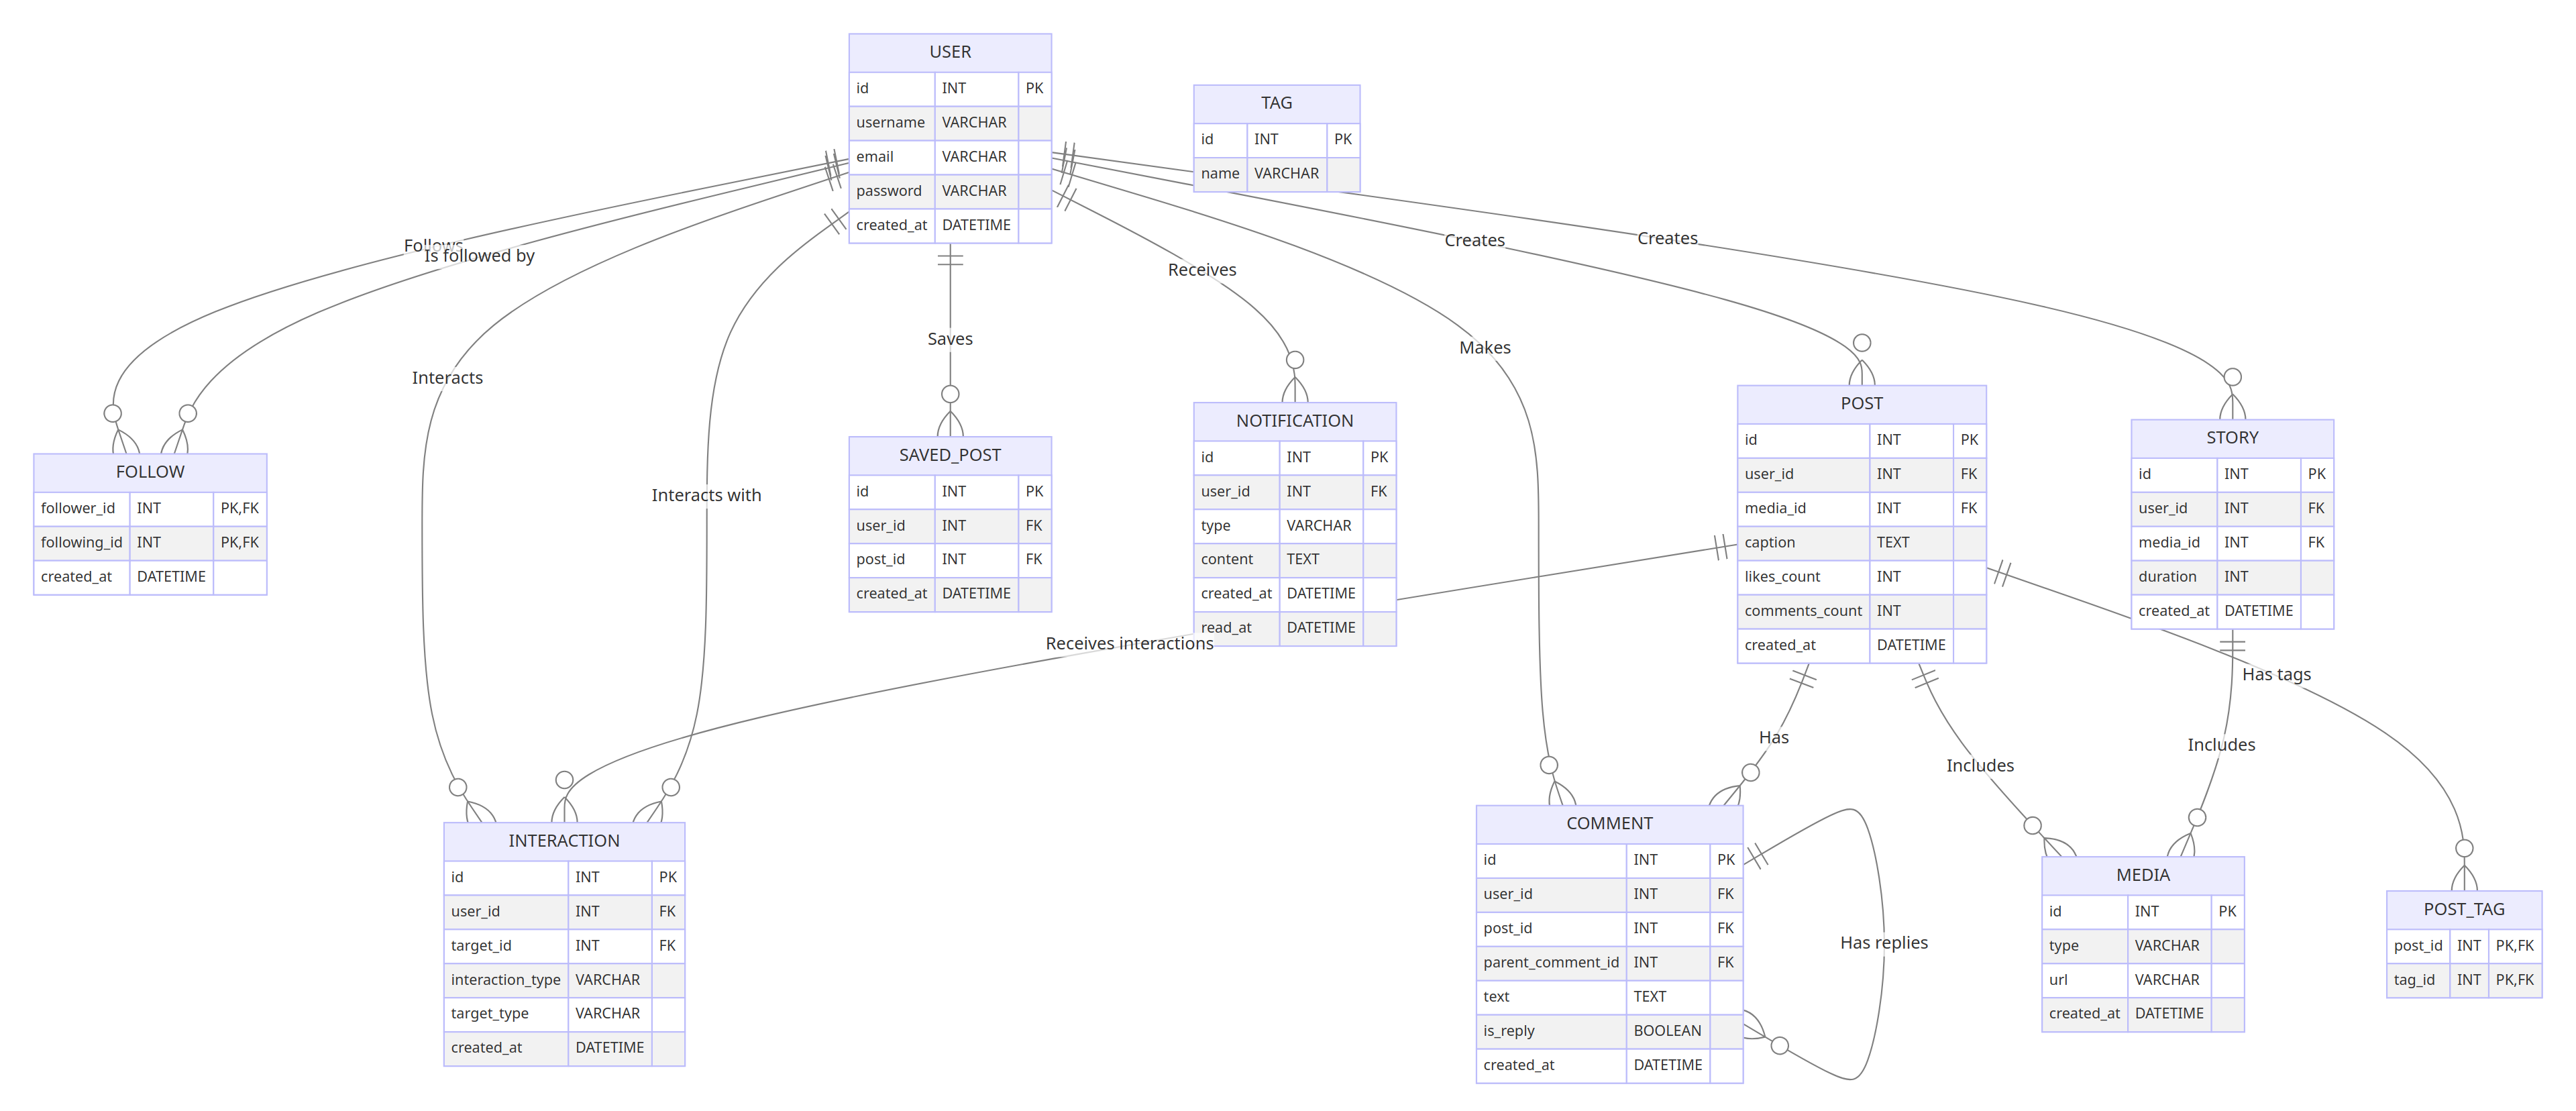 USER
id INT PK
username VARCHAR
email VARCHAR
password VARCHAR
created_at DATETIME
TAG
id INT PK
name VARCHAR
Follows
Is followed by
Interacts
Interacts with
Saves
Receives
Makes
Creates
Creates
FOLLOW
follower_id INT PK,FK
following_id INT PK,FK
created_at DATETIME
SAVED_POST
id INT PK
user_id INT FK
post_id INT FK
created_at DATETIME
NOTIFICATION
id INT PK
user_id INT FK
type VARCHAR
content TEXT
created_at DATETIME
read_at DATETIME
POST
id INT PK
user_id INT FK
media_id INT FK
caption TEXT
likes_count INT
comments_count INT
created_at DATETIME
STORY
id INT PK
user_id INT FK
media_id INT FK
duration INT
created_at DATETIME
Receives interactions
Has
Includes
Includes
Has tags
INTERACTION
id INT PK
user_id INT FK
target_id INT FK
interaction_type VARCHAR
target_type VARCHAR
created_at DATETIME
COMMENT
id INT PK
user_id INT FK
post_id INT FK
parent_comment_id INT FK
text TEXT
is_reply BOOLEAN
created_at DATETIME
Has replies
MEDIA
id INT PK
type VARCHAR
url VARCHAR
created_at DATETIME
POST_TAG
post_id INT PK,FK
tag_id INT PK,FK